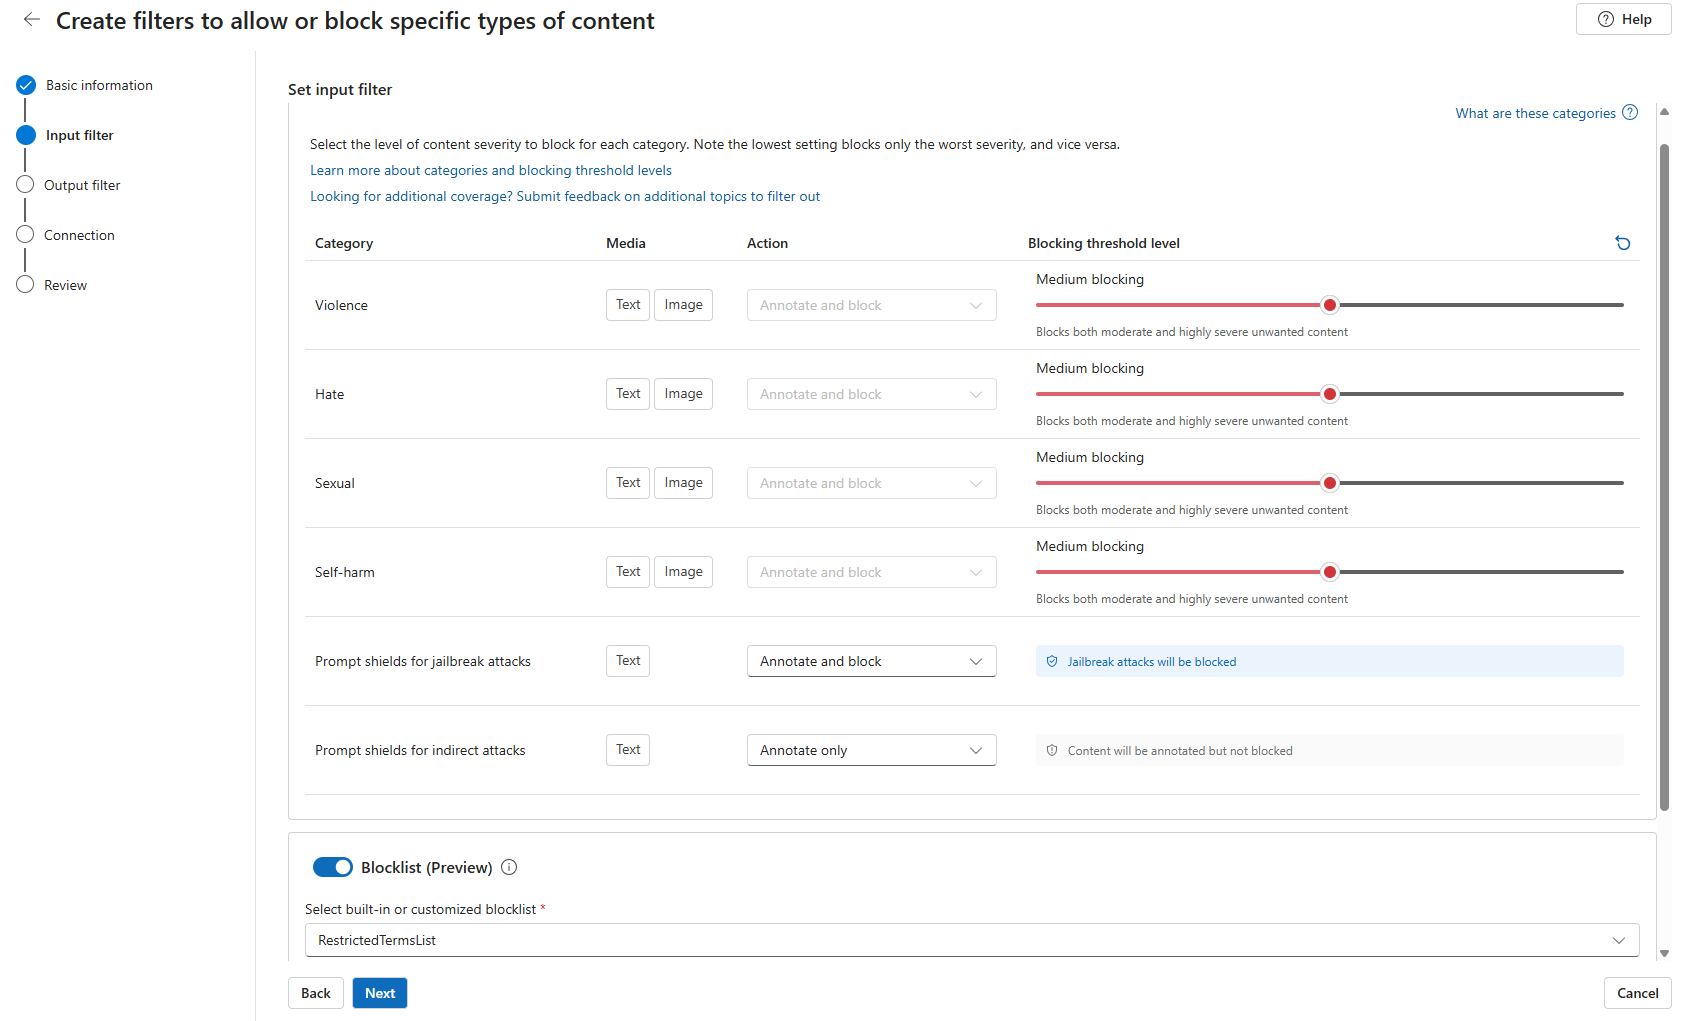 Create filters to allow or block specific types of content
Help
Basic information
Input filter
Output filter
Connection
Review
Set input filter
What are these categories
Select the level of content severity to block for each category. Note the lowest setting blocks only the worst severity, and vice versa.
Learn more about categories and blocking threshold levels
Looking for additional coverage? Submit feedback on additional topics to filter out
Category Media Action Blocking threshold level
Medium blocking
Violence Text Image Annotate and block
Blocks both moderate and highly severe unwanted content
Medium blocking
Hate Text Image Annotate and block
Blocks both moderate and highly severe unwanted content
Medium blocking
Sexual Text Image Annotate and block
Blocks both moderate and highly severe unwanted content
Medium blocking
Self-harm Text Image Annotate and block
Blocks both moderate and highly severe unwanted content
Prompt shields for jailbreak attacks Text Annotate and block Jailbreak attacks will be blocked
Prompt shields for indirect attacks Text Annotate only Content will be annotated but not blocked
Blocklist (Preview)
Select built-in or customized blocklist *
RestrictedTermsList
Back Next Cancel